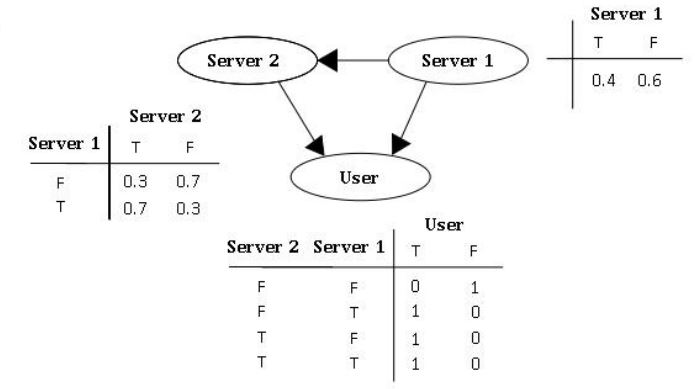 Server 1
T F
0.4 0.6
Server 2 Server 1
Server 2
Server 1 T F
F 0.3 0.7
T 0.7 0.3
User
User
Server 2 Server 1 T F
F F 0 1
F T 1 0
T F 1 0
T T 1 0